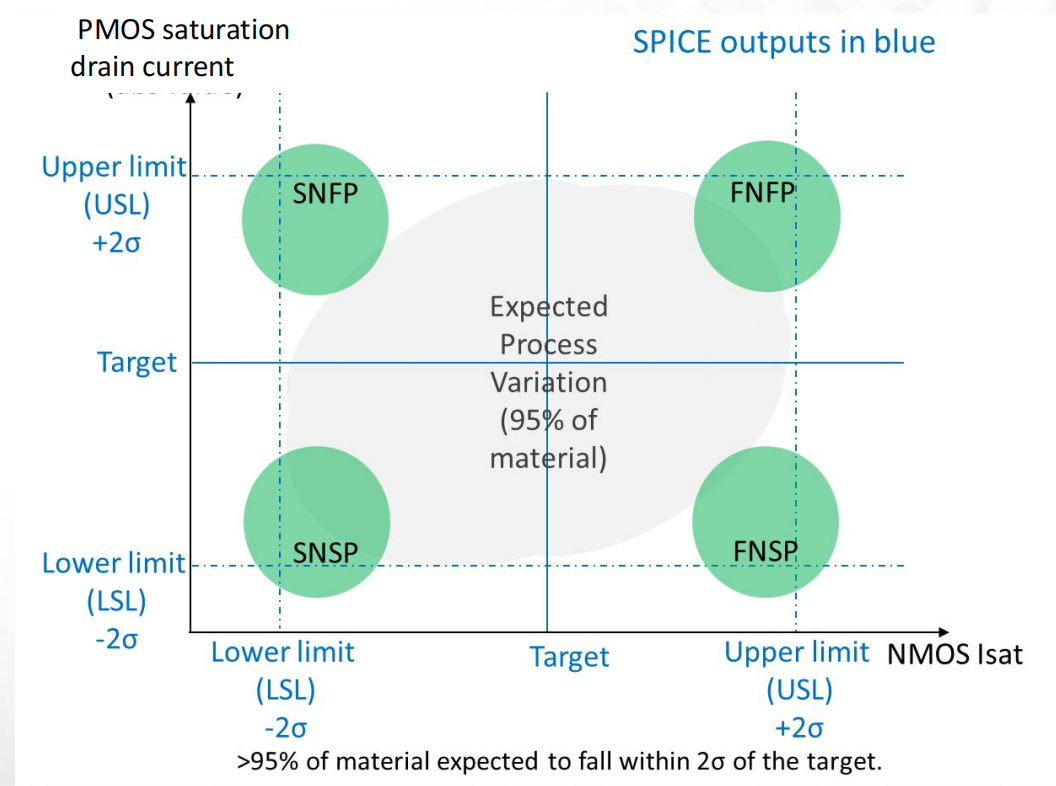 PMOS saturation
drain current
SPICE outputs in blue
Upper limit
(USL)
+2σ
SNFP
FNFP
Expected
Process
Variation
(95% of
material)
Target
SNSP
FNSP
Lower limit
(LSL)
-2σ
Lower limit
(LSL)
-2σ
Target
Upper limit
(USL)
+2σ
NMOS Isat
>95% of material expected to fall within 2σ of the target.